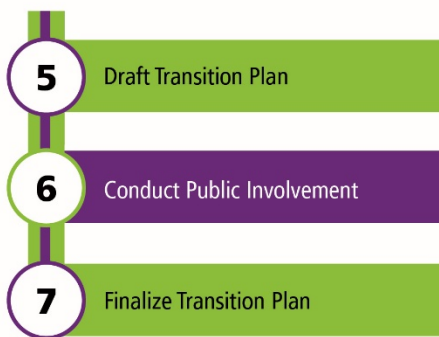 5 Draft Transition Plan
6 Conduct Public Involvement
7 Finalize Transition Plan